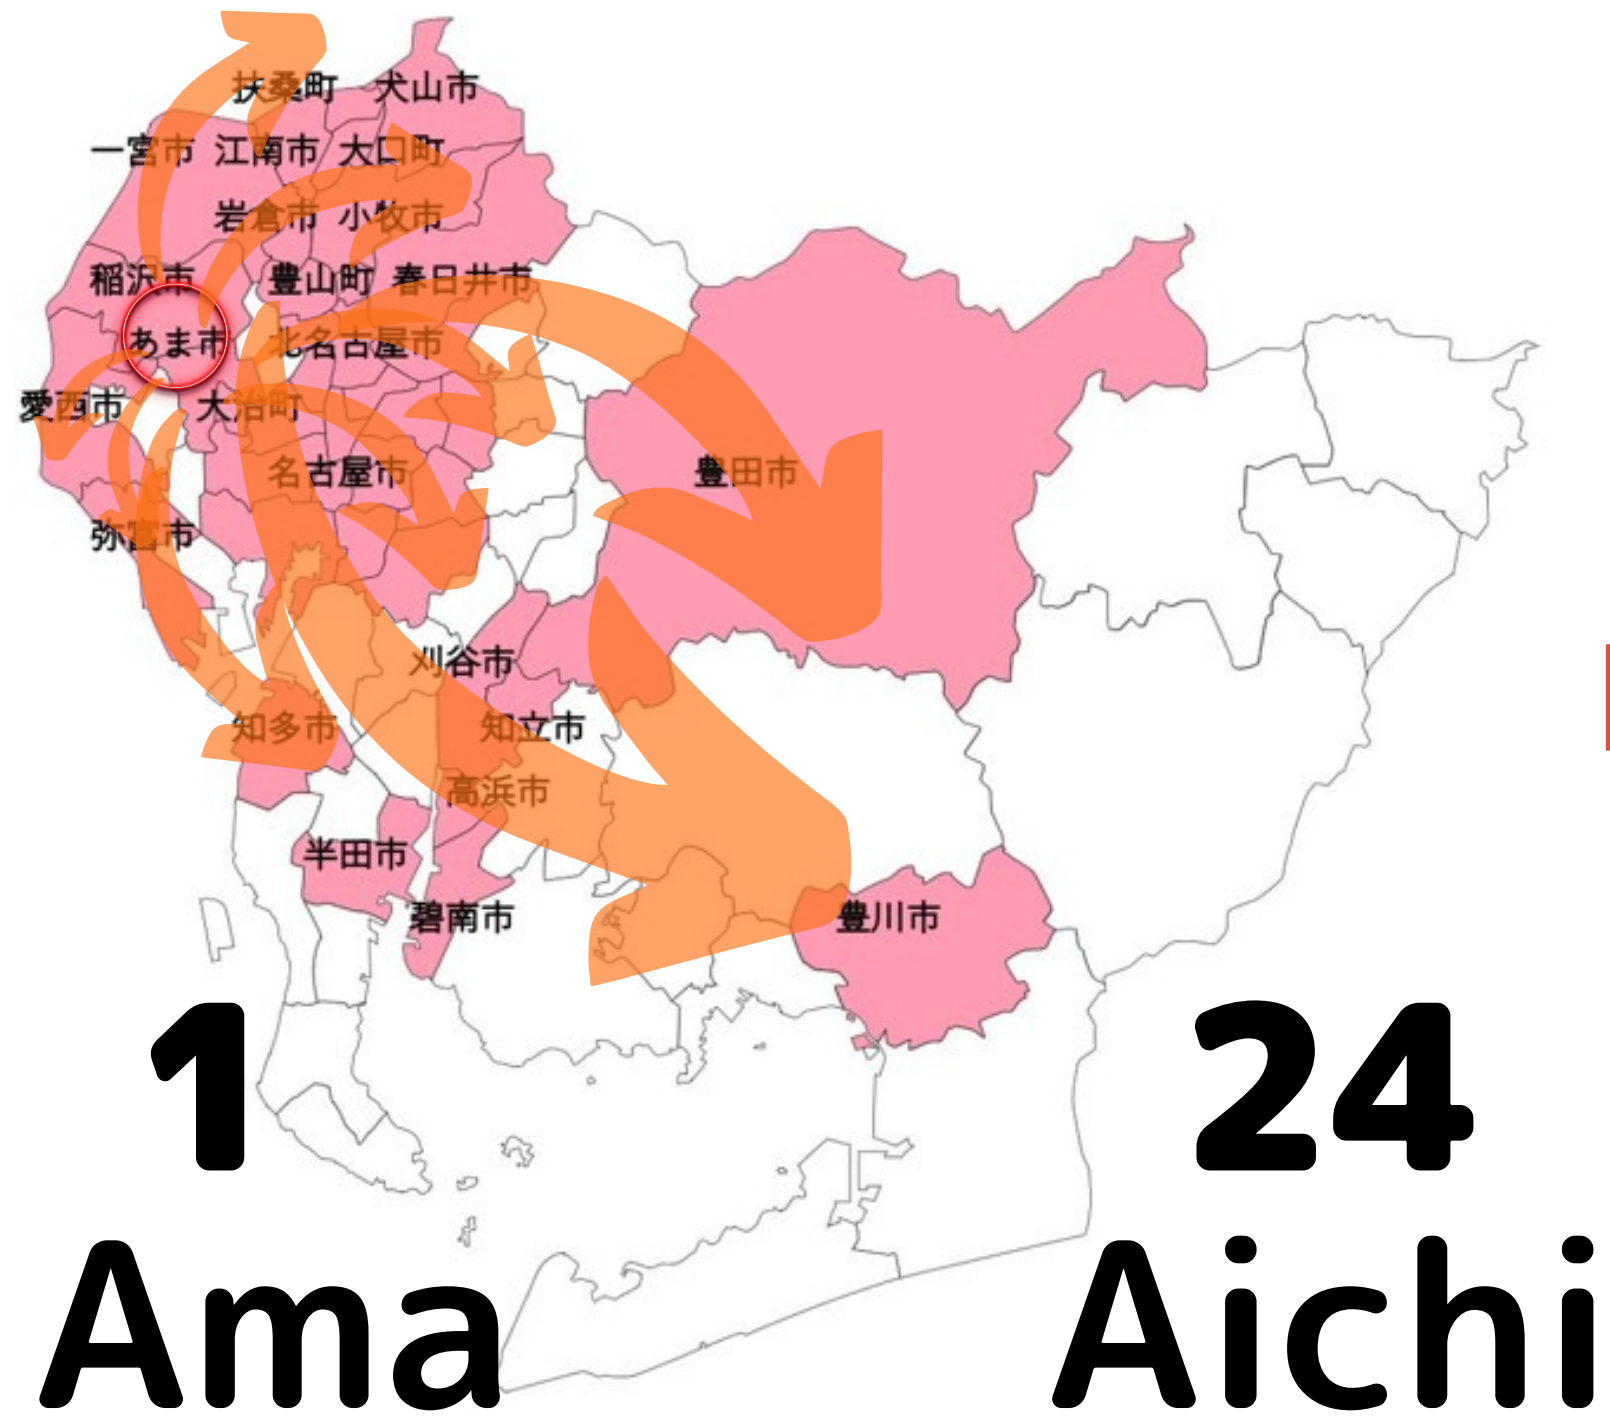 扶桑町 犬山市
一宮市 江南市 大口町
岩倉市 小牧市
稲沢市 豊山町 春日井市
あま市 北名古屋市
愛西市 大治町
名古屋市 豊田市
弥富市
刈谷市
知多市 知立市
高浜市
半田市
碧南市 豊川市
1 24
Ama Aichi